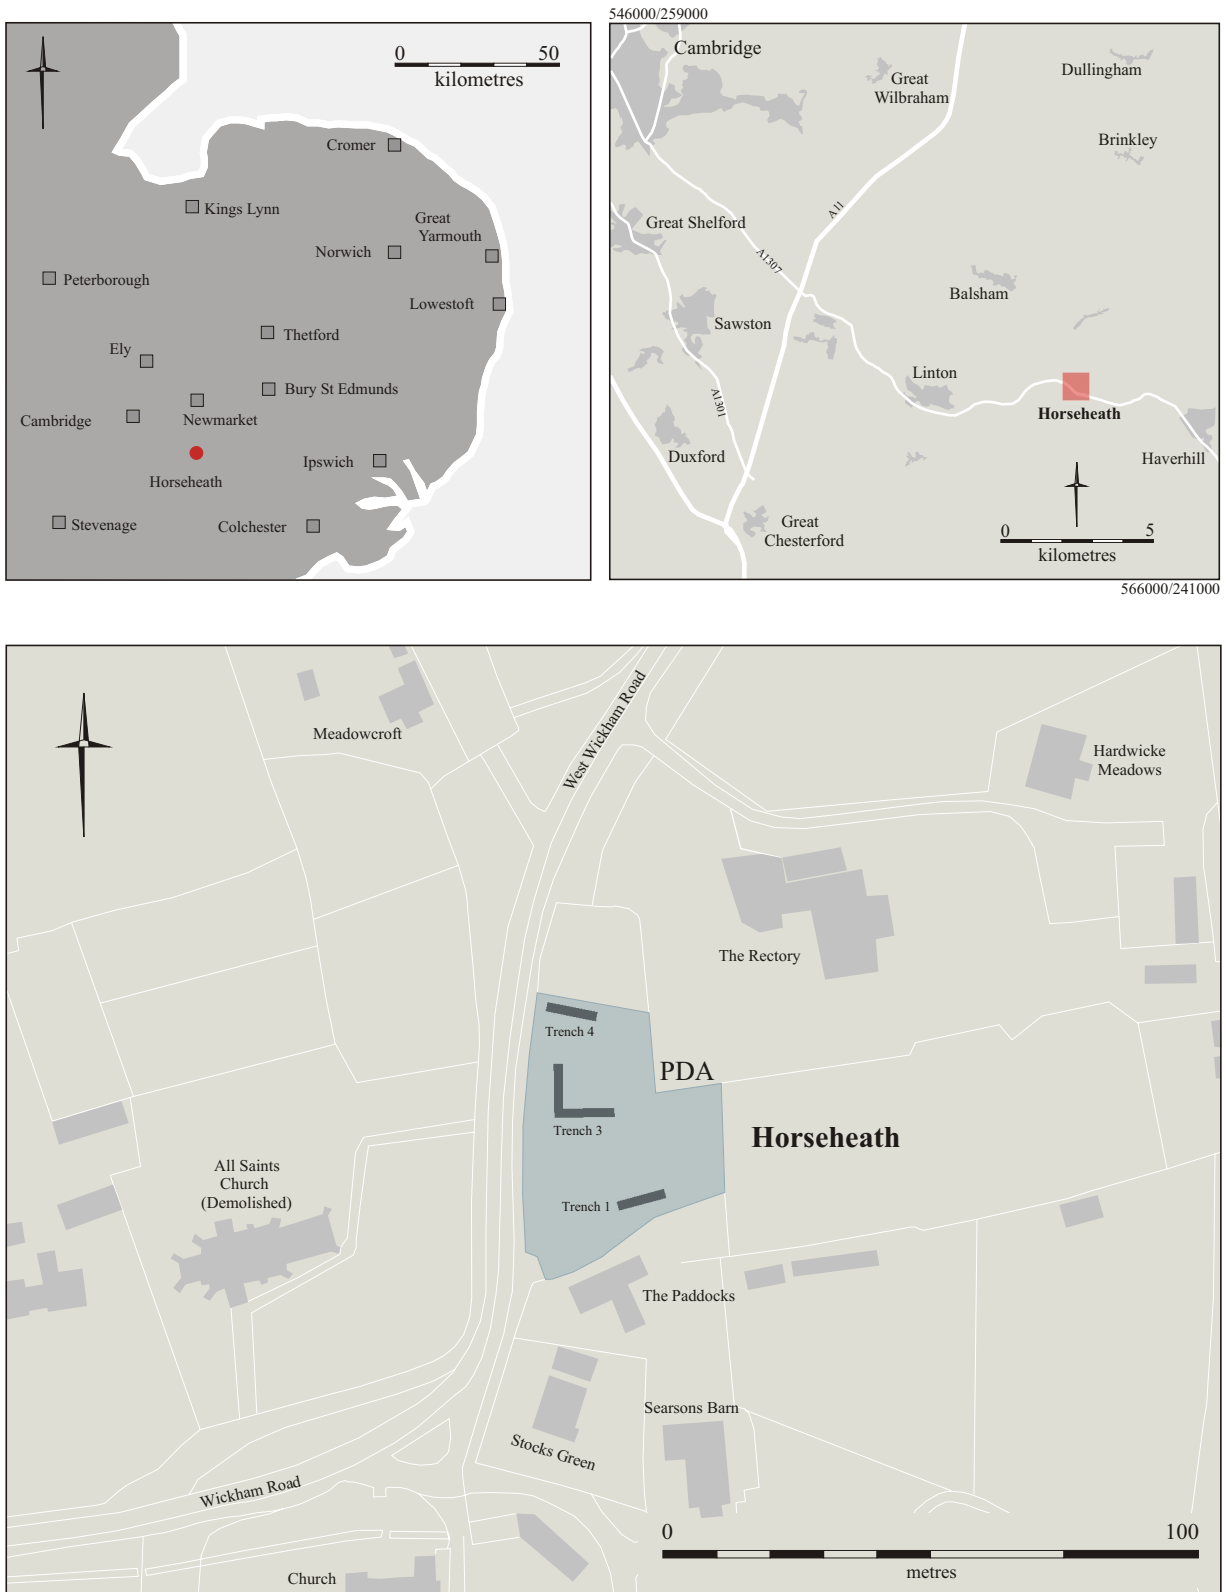 0 50
kilometres
Cromer
Kings Lynn
Great
Yarmouth
Norwich
Peterborough
Lowestoft
Thetford
Ely
Bury St Edmunds
Cambridge
Newmarket
Ipswich
Horseheath
Stevenage
Colchester
546000/259000
Cambridge
Great
Wilbraham
Dullingham
Brinkley
A11
Great Shelford
A1307
Balsham
Sawston
Linton
A1301
Horseheath
Duxford
Haverhill
Great
Chesterford
0 5
kilometres
566000/241000
Meadowcroft
West Wickham Road
Hardwicke
Meadows
The Rectory
Trench 4
PDA
Trench 3
Horseheath
All Saints
Church
(Demolished)
Trench 1
The Paddocks
Searsons Barn
Stocks Green
Wickham Road
0 100
metres
Church